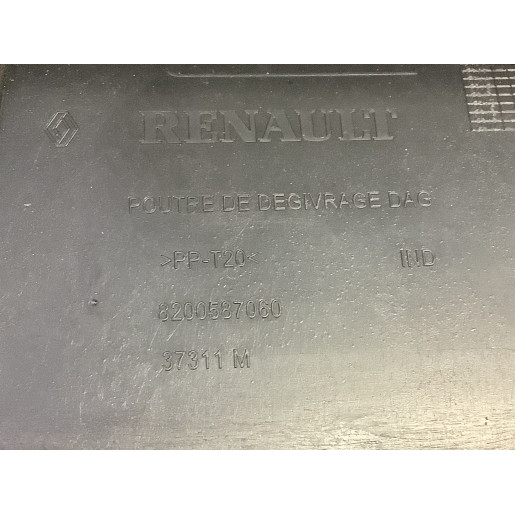 RENAULT
POUTRE DE DEGIVRAGE DAG
>PP-T20< IND
8200587060
37311 M